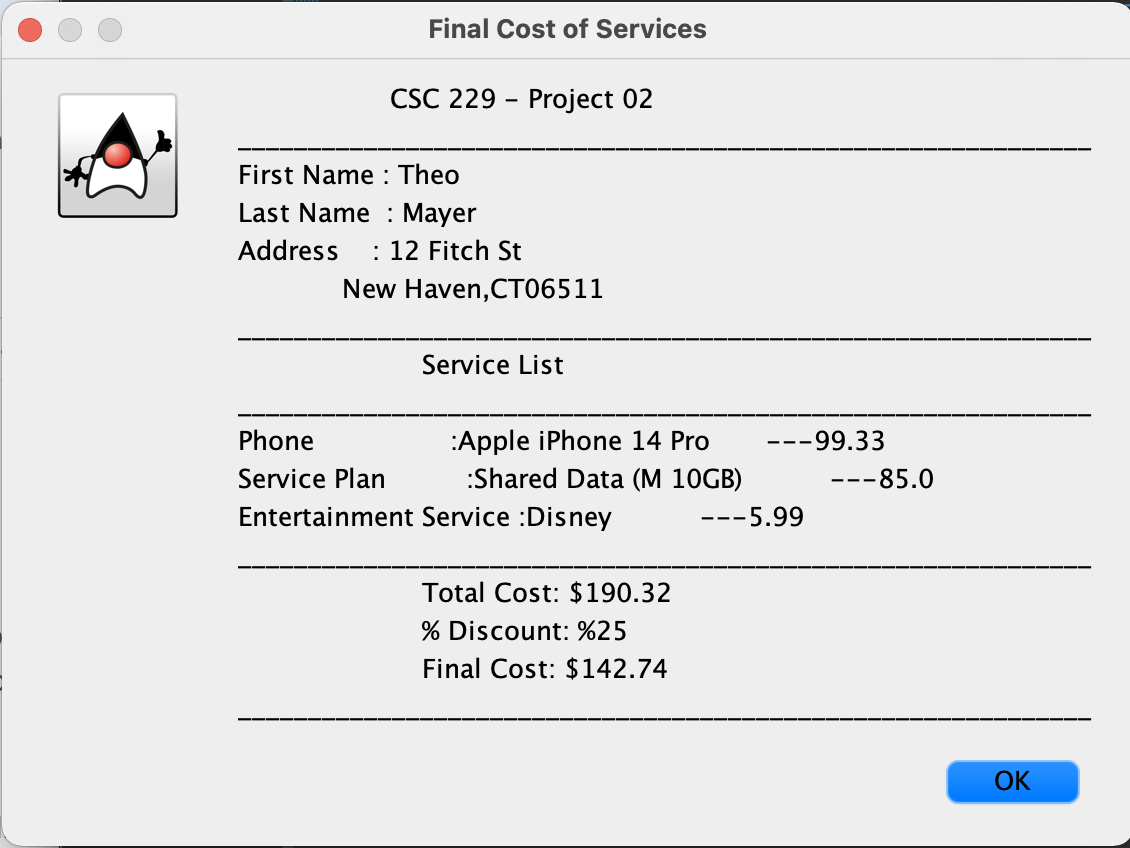 Final Cost of Services
CSC 229 – Project 02
First Name : Theo
Last Name : Mayer
Address : 12 Fitch St
New Haven,CT06511
Service List
Phone :Apple iPhone 14 Pro ---99.33
Service Plan :Shared Data (M 10GB) ---85.0
Entertainment Service :Disney ---5.99
Total Cost: $190.32
% Discount: %25
Final Cost: $142.74
OK